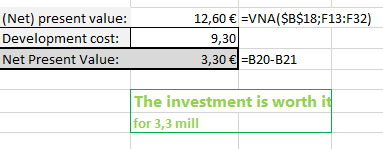 (Net) present value: 12,60 € =VNA($B$18;F13:F32)
Development cost: 9,30
Net Present Value: 3,30 € =B20-B21
The investment is worth it
for 3,3 mill